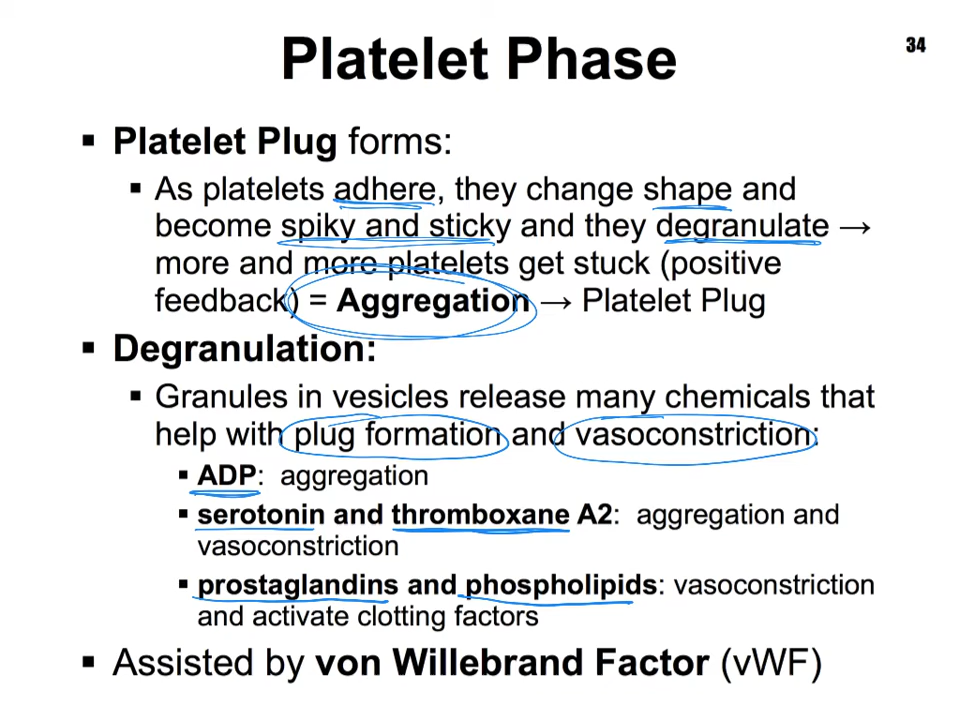 34
Platelet Phase
▪ Platelet Plug forms:
▪ As platelets adhere, they change shape and
become spiky and sticky and they degranulate →
more and more platelets get stuck (positive
feedback) = Aggregation → Platelet Plug
▪ Degranulation:
▪ Granules in vesicles release many chemicals that
help with plug formation and vasoconstriction:
▪ ADP: aggregation
▪ serotonin and thromboxane A2: aggregation and
vasoconstriction
▪ prostaglandins and phospholipids: vasoconstriction
and activate clotting factors
▪ Assisted by von Willebrand Factor (vWF)